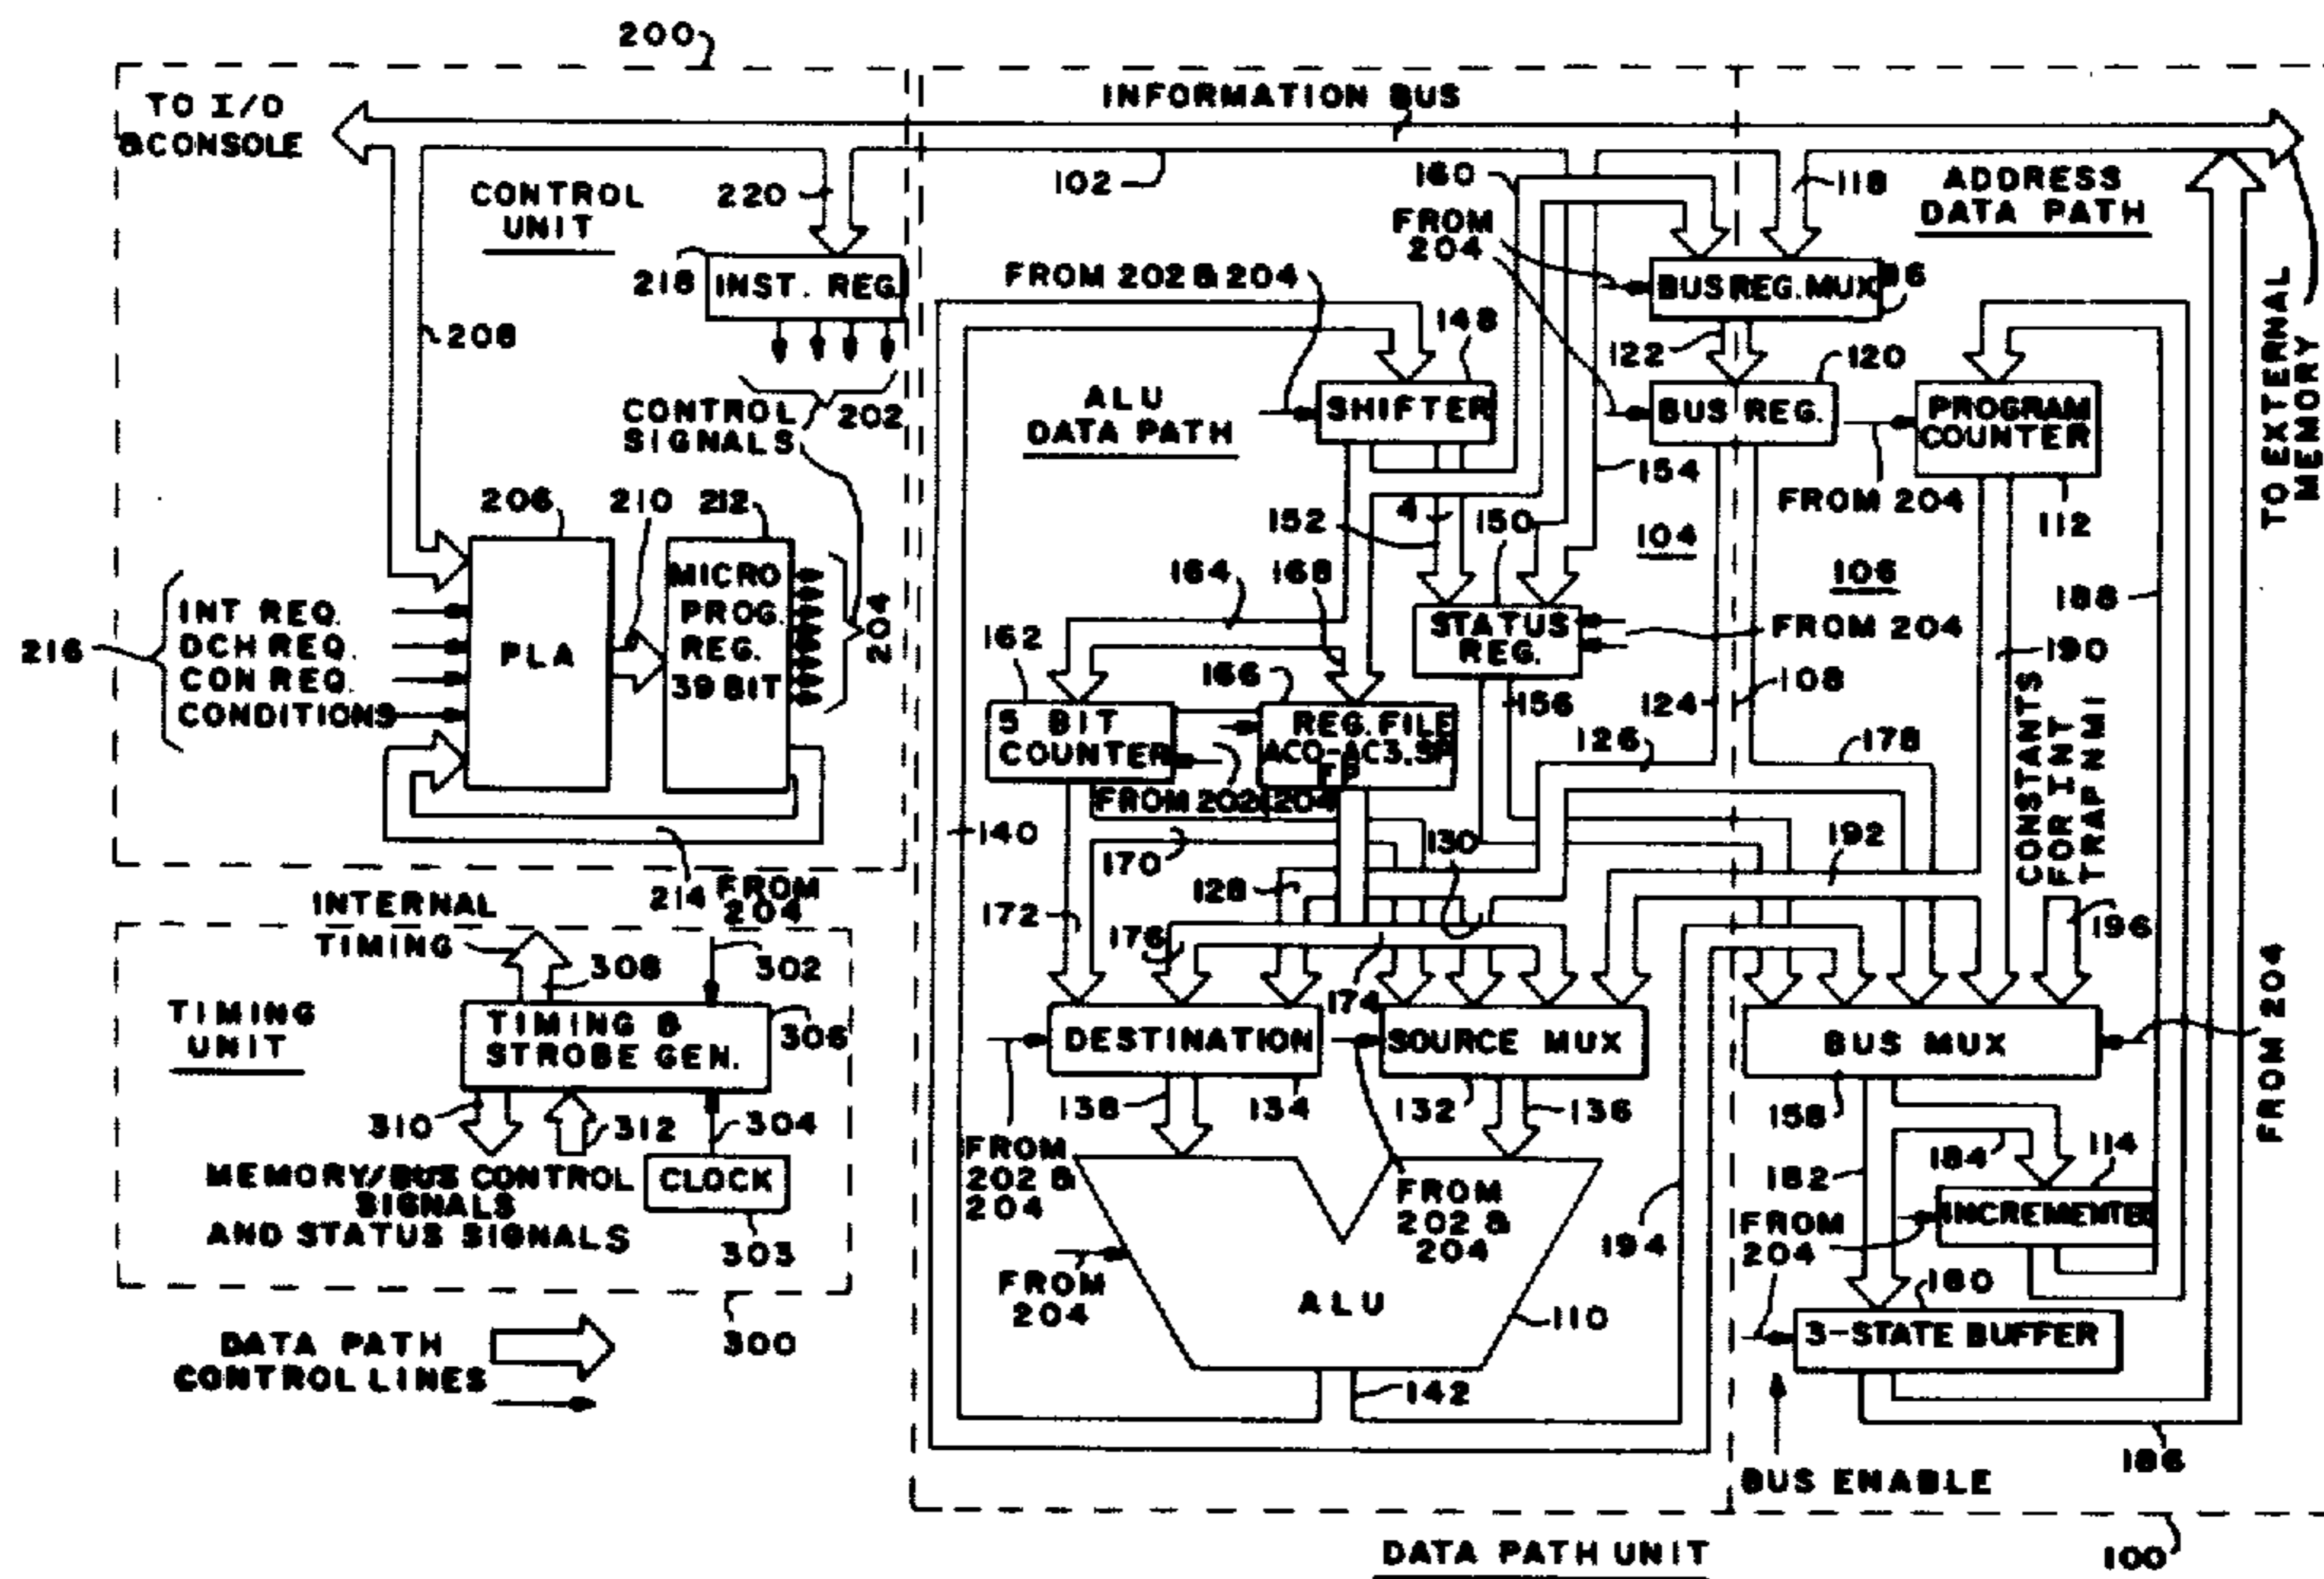 200
TO I/O
&CONSOLE
INFORMATION BUS
CONTROL
UNIT
220
102
160
118
ADDRESS
DATA PATH
FROM
204
218
INST. REG.
FROM 202 & 204
BUS REG. MUX
TO EXTERNAL
MEMORY
208
148
122
120
CONTROL
SIGNALS
202
ALU
DATA PATH
SHIFTER
BUS REG.
PROGRAM
COUNTER
154
FROM 204
112
206
210
212
152
4
150
104
106
188
MICRO
PROG.
REG.
39 BIT
204
216
INT REQ.
DCH REQ.
CON REQ.
CONDITIONS
PLA
164
168
162
166
STATUS
REG.
FROM 204
190
5 BIT
COUNTER
REG. FILE
AC0-AC3, SP
FP
156
124
108
126
178
CONSTANTS
FOR INT
TRAP NMI
FROM 202 204
140
170
130
192
128
214
FROM
204
INTERNAL
TIMING
172
176
174
196
308
302
TIMING
UNIT
TIMING &
STROBE GEN.
306
DESTINATION
SOURCE MUX
BUS MUX
FROM 204
310
312
304
138
134
132
136
158
MEMORY/BUS CONTROL
SIGNALS
AND STATUS SIGNALS
CLOCK
303
FROM
202 &
204
FROM
202 &
204
184
114
182
INCREMENTER
FROM
204
194
FROM
204
ALU
110
180
3-STATE BUFFER
DATA PATH
CONTROL LINES
300
142
186
BUS ENABLE
DATA PATH UNIT
100